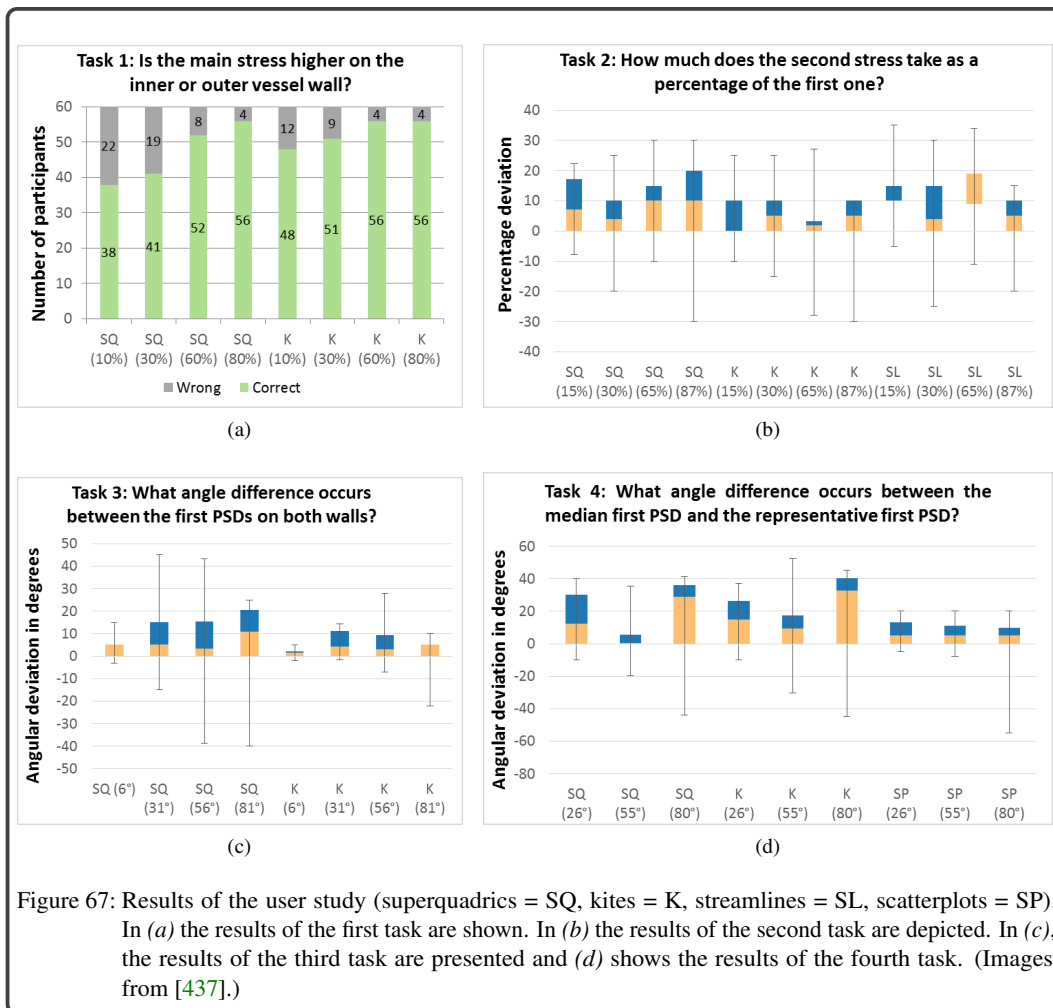 Task 1: Is the main stress higher on the
inner or outer vessel wall?
Number of participants
60
50
40
30
20
10
0
22
19
8
4
12
9
4
4
38
41
52
56
48
51
56
56
SQ SQ SQ SQ K K K K
(10%) (30%) (60%) (80%) (10%) (30%) (60%) (80%)
Wrong Correct
(a)
Task 2: How much does the second stress take as a
percentage of the first one?
Percentage deviation
40
30
20
10
0
-10
-20
-30
-40
SQ SQ SQ SQ K K K K SL SL SL SL
(15%) (30%) (65%) (87%) (15%) (30%) (65%) (87%) (15%) (30%) (65%) (87%)
(b)
Task 3: What angle difference occurs
between the first PSDs on both walls?
Angular deviation in degrees
50
40
30
20
10
0
-10
-20
-30
-40
-50
SQ (6°) SQ SQ SQ K K K K
(31°) (56°) (81°) (6°) (31°) (56°) (81°)
(c)
Task 4: What angle difference occurs between the
median first PSD and the representative first PSD?
Angular deviation in degrees
60
40
20
0
-20
-40
-60
-80
SQ SQ SQ K K K SP SP SP
(26°) (55°) (80°) (26°) (55°) (80°) (26°) (55°) (80°)
(d)
Figure 67: Results of the user study (superquadrics = SQ, kites = K, streamlines = SL, scatterplots = SP).
In (a) the results of the first task are shown. In (b) the results of the second task are depicted. In (c),
the results of the third task are presented and (d) shows the results of the fourth task. (Images
from [437].)